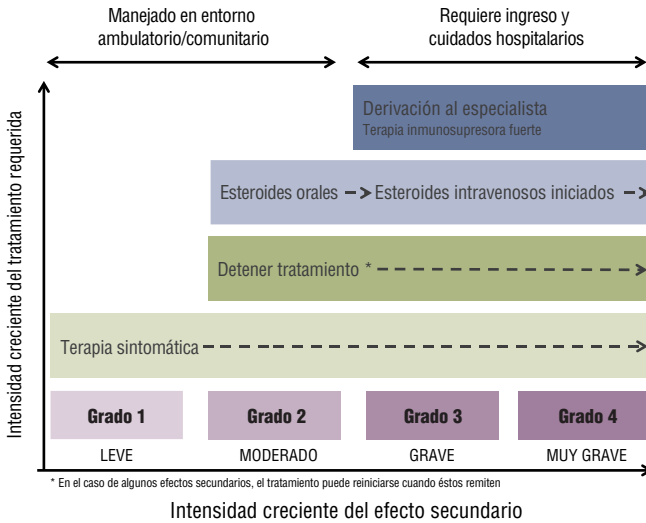 Manejado en entorno
ambulatorio/comunitario
Requiere ingreso y
cuidados hospitalarios
Intensidad creciente del tratamiento requerida
Derivación al especialista
Terapia inmunosupresora fuerte
Esteroides orales
Esteroides intravenosos iniciados
Detener tratamiento *
Terapia sintomática
Grado 1
Grado 2
Grado 3
Grado 4
LEVE
MODERADO
GRAVE
MUY GRAVE
* En el caso de algunos efectos secundarios, el tratamiento puede reiniciarse cuando éstos remiten
Intensidad creciente del efecto secundario